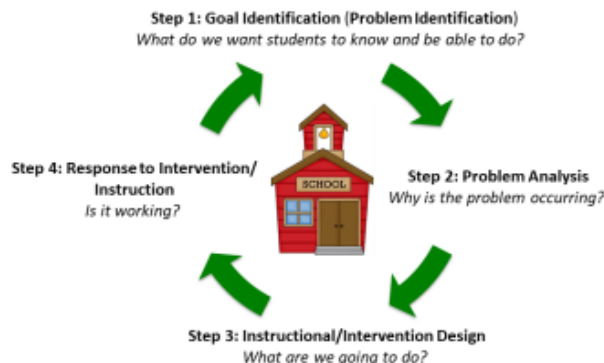 Step 1: Goal Identification (Problem Identification)
What do we want students to know and be able to do?
Step 4: Response to Intervention/
Instruction
Is it working?
SCHOOL
Step 2: Problem Analysis
Why is the problem occurring?
Step 3: Instructional/Intervention Design
What are we going to do?